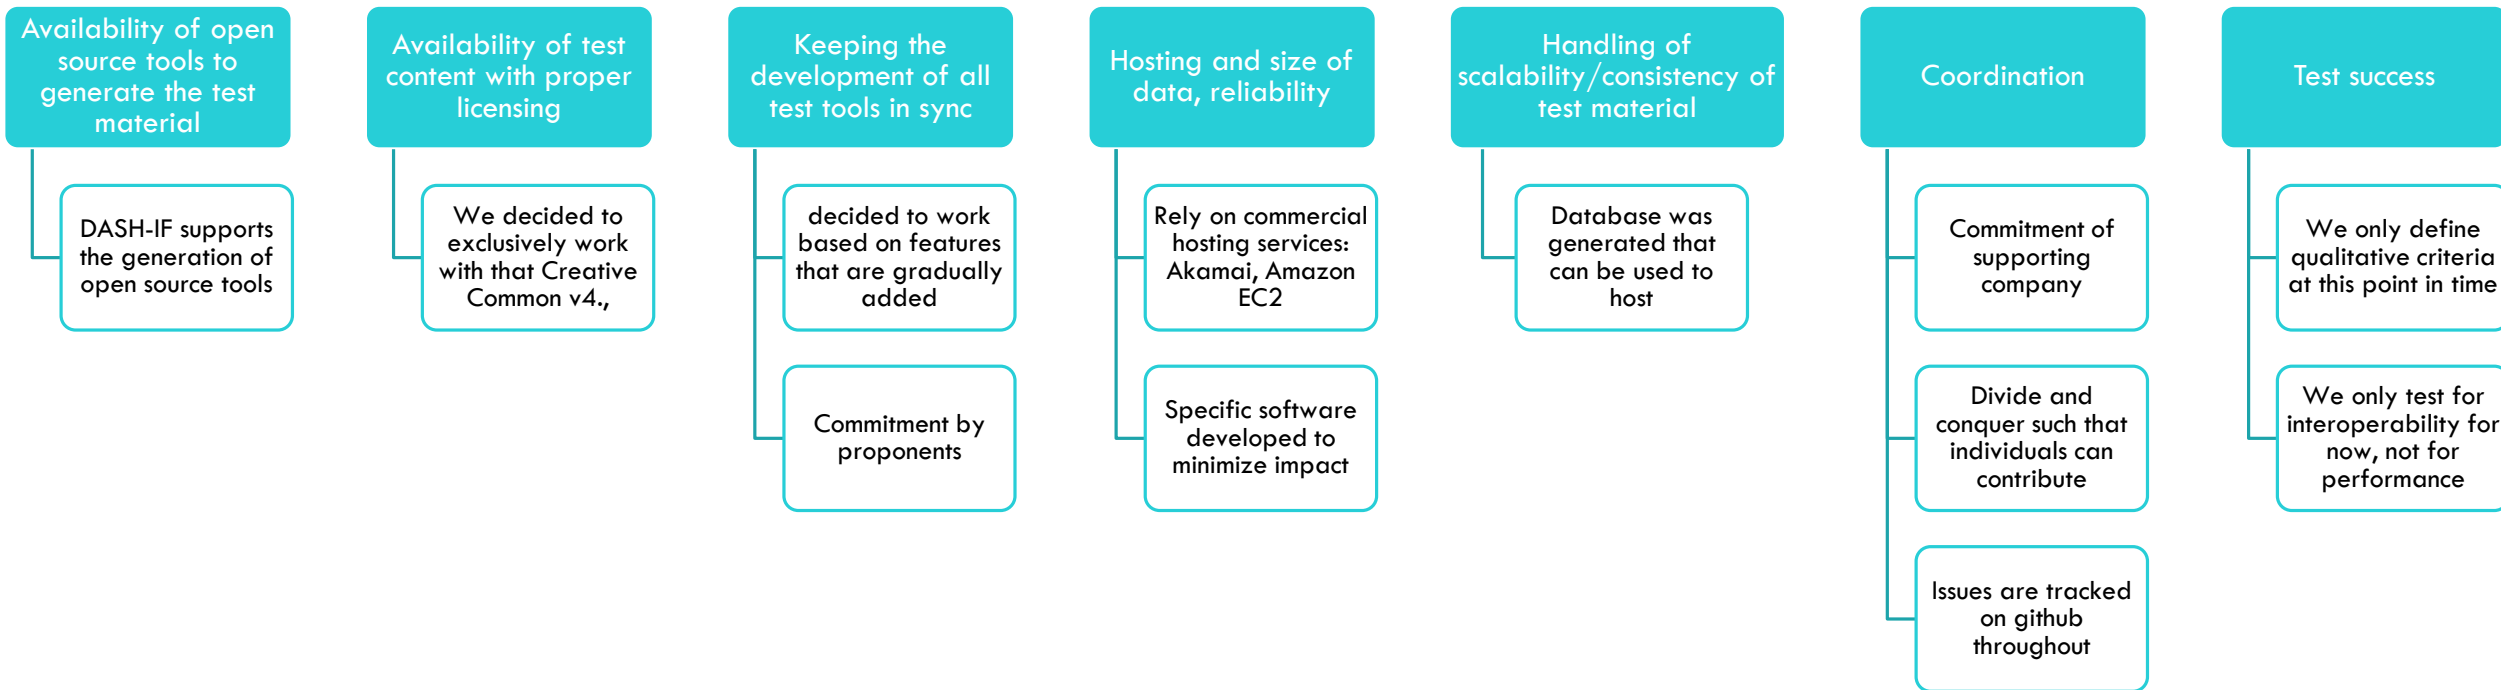 Availability of open
source tools to
generate the test
material
DASH-IF supports
the generation of
open source tools
Availability of test
content with proper
licensing
We decided to
exclusively work
with that Creative
Common v4.,
Keeping the
development of all
test tools in sync
decided to work
based on features
that are gradually
added
Commitment by
proponents
Hosting and size of
data, reliability
Rely on commercial
hosting services:
Akamai, Amazon
EC2
Specific software
developed to
minimize impact
Handling of
scalability/consistency of
test material
Database was
generated that
can be used to
host
Coordination
Commitment of
supporting
company
Divide and
conquer such that
individuals can
contribute
Issues are tracked
on github
throughout
Test success
We only define
qualitative criteria
at this point in time
We only test for
interoperability for
now, not for
performance